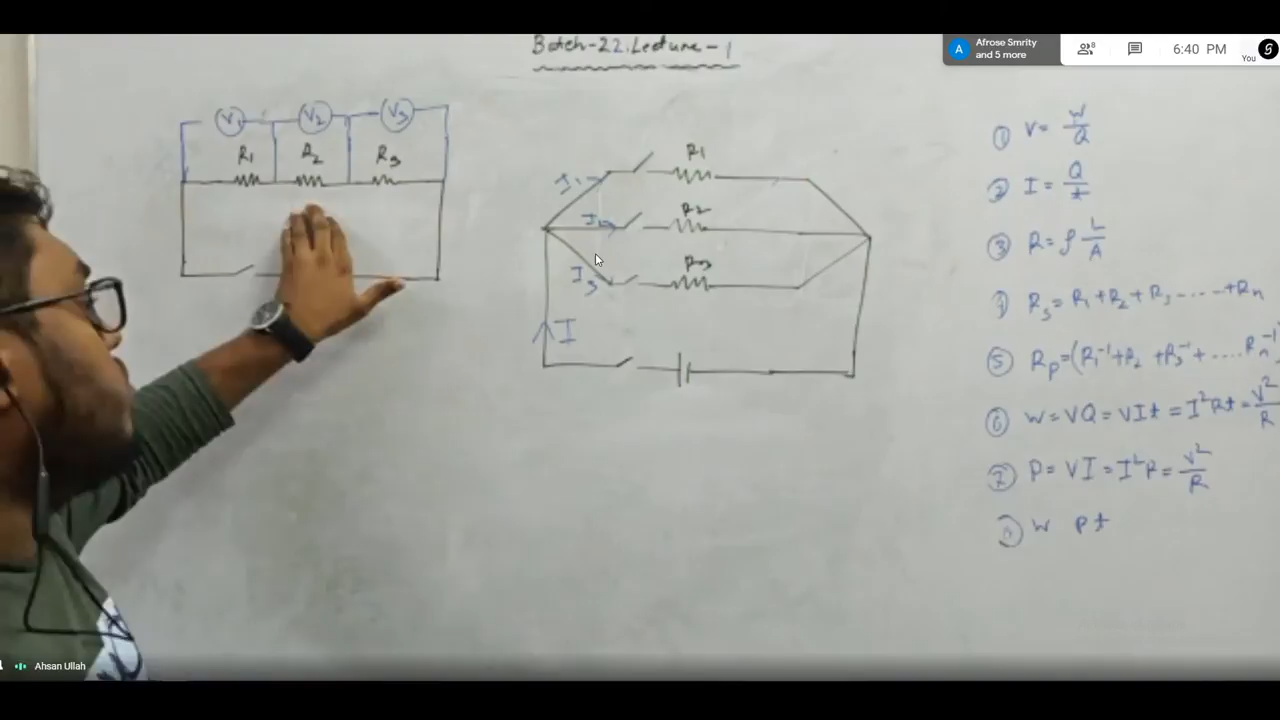 Batch-22. Lecture-1
A
Afrose Smrity
and 5 more
8
6:40 PM
You
V1 V2 V3
R1 R2 R3
I1 R1
I2 R2
I3 R3
I
① V = W/Q
② I = Q/t
③ R = ρ L/A
Rs = R1 + R2 + R3 ----- + Rn
⑤ Rp = (R1⁻¹ + R2 + R3⁻¹ + .... Rn⁻¹
⑥ W = VQ = VIt = I²Rt = V²/R
⑦ P = VI = I²R = V²/R
W Pt
Ahsan Ullah